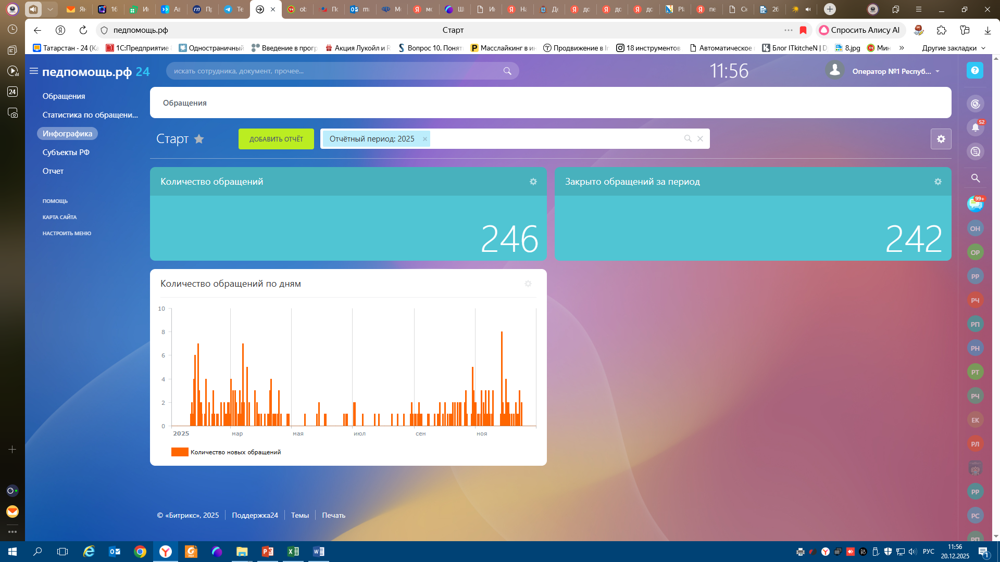 16
педпомощь.рф
Старт
Спросить Алису AI
Татарстан - 24 (Ка
1С:Предприятие
Одностраничный
Введение в прогр
Акция Лукойл и Я
Вопрос 10. Понят
Масслайкинг в ин
Продвижение в In
18 инструментов
Автоматическое
Блог ITkitcheN | D
8.jpg
Мин
»
Другие закладки
24
педпомощь.рф 24
искать сотрудника, документ, прочее...
11:56
Оператор №1 Респуб...
Обращения
Статистика по обращени...
Инфографика
Субъекты РФ
Отчет
ПОМОЩЬ
КАРТА САЙТА
НАСТРОИТЬ МЕНЮ
Обращения
Старт
ДОБАВИТЬ ОТЧЁТ
Отчётный период: 2025
Количество обращений
246
Закрыто обращений за период
242
Количество обращений по дням
10
8
6
4
2
0
2025 мар мая июл сен ноя
Количество новых обращений
© «Битрикс», 2025
Поддержка24
Темы
Печать
52
99+
ОН
ОР
РР
РЧ
РП
РН
РТ
РЧ
ЕК
РЛ
РР
РС
РП
РУС
11:56
20.12.2025
1